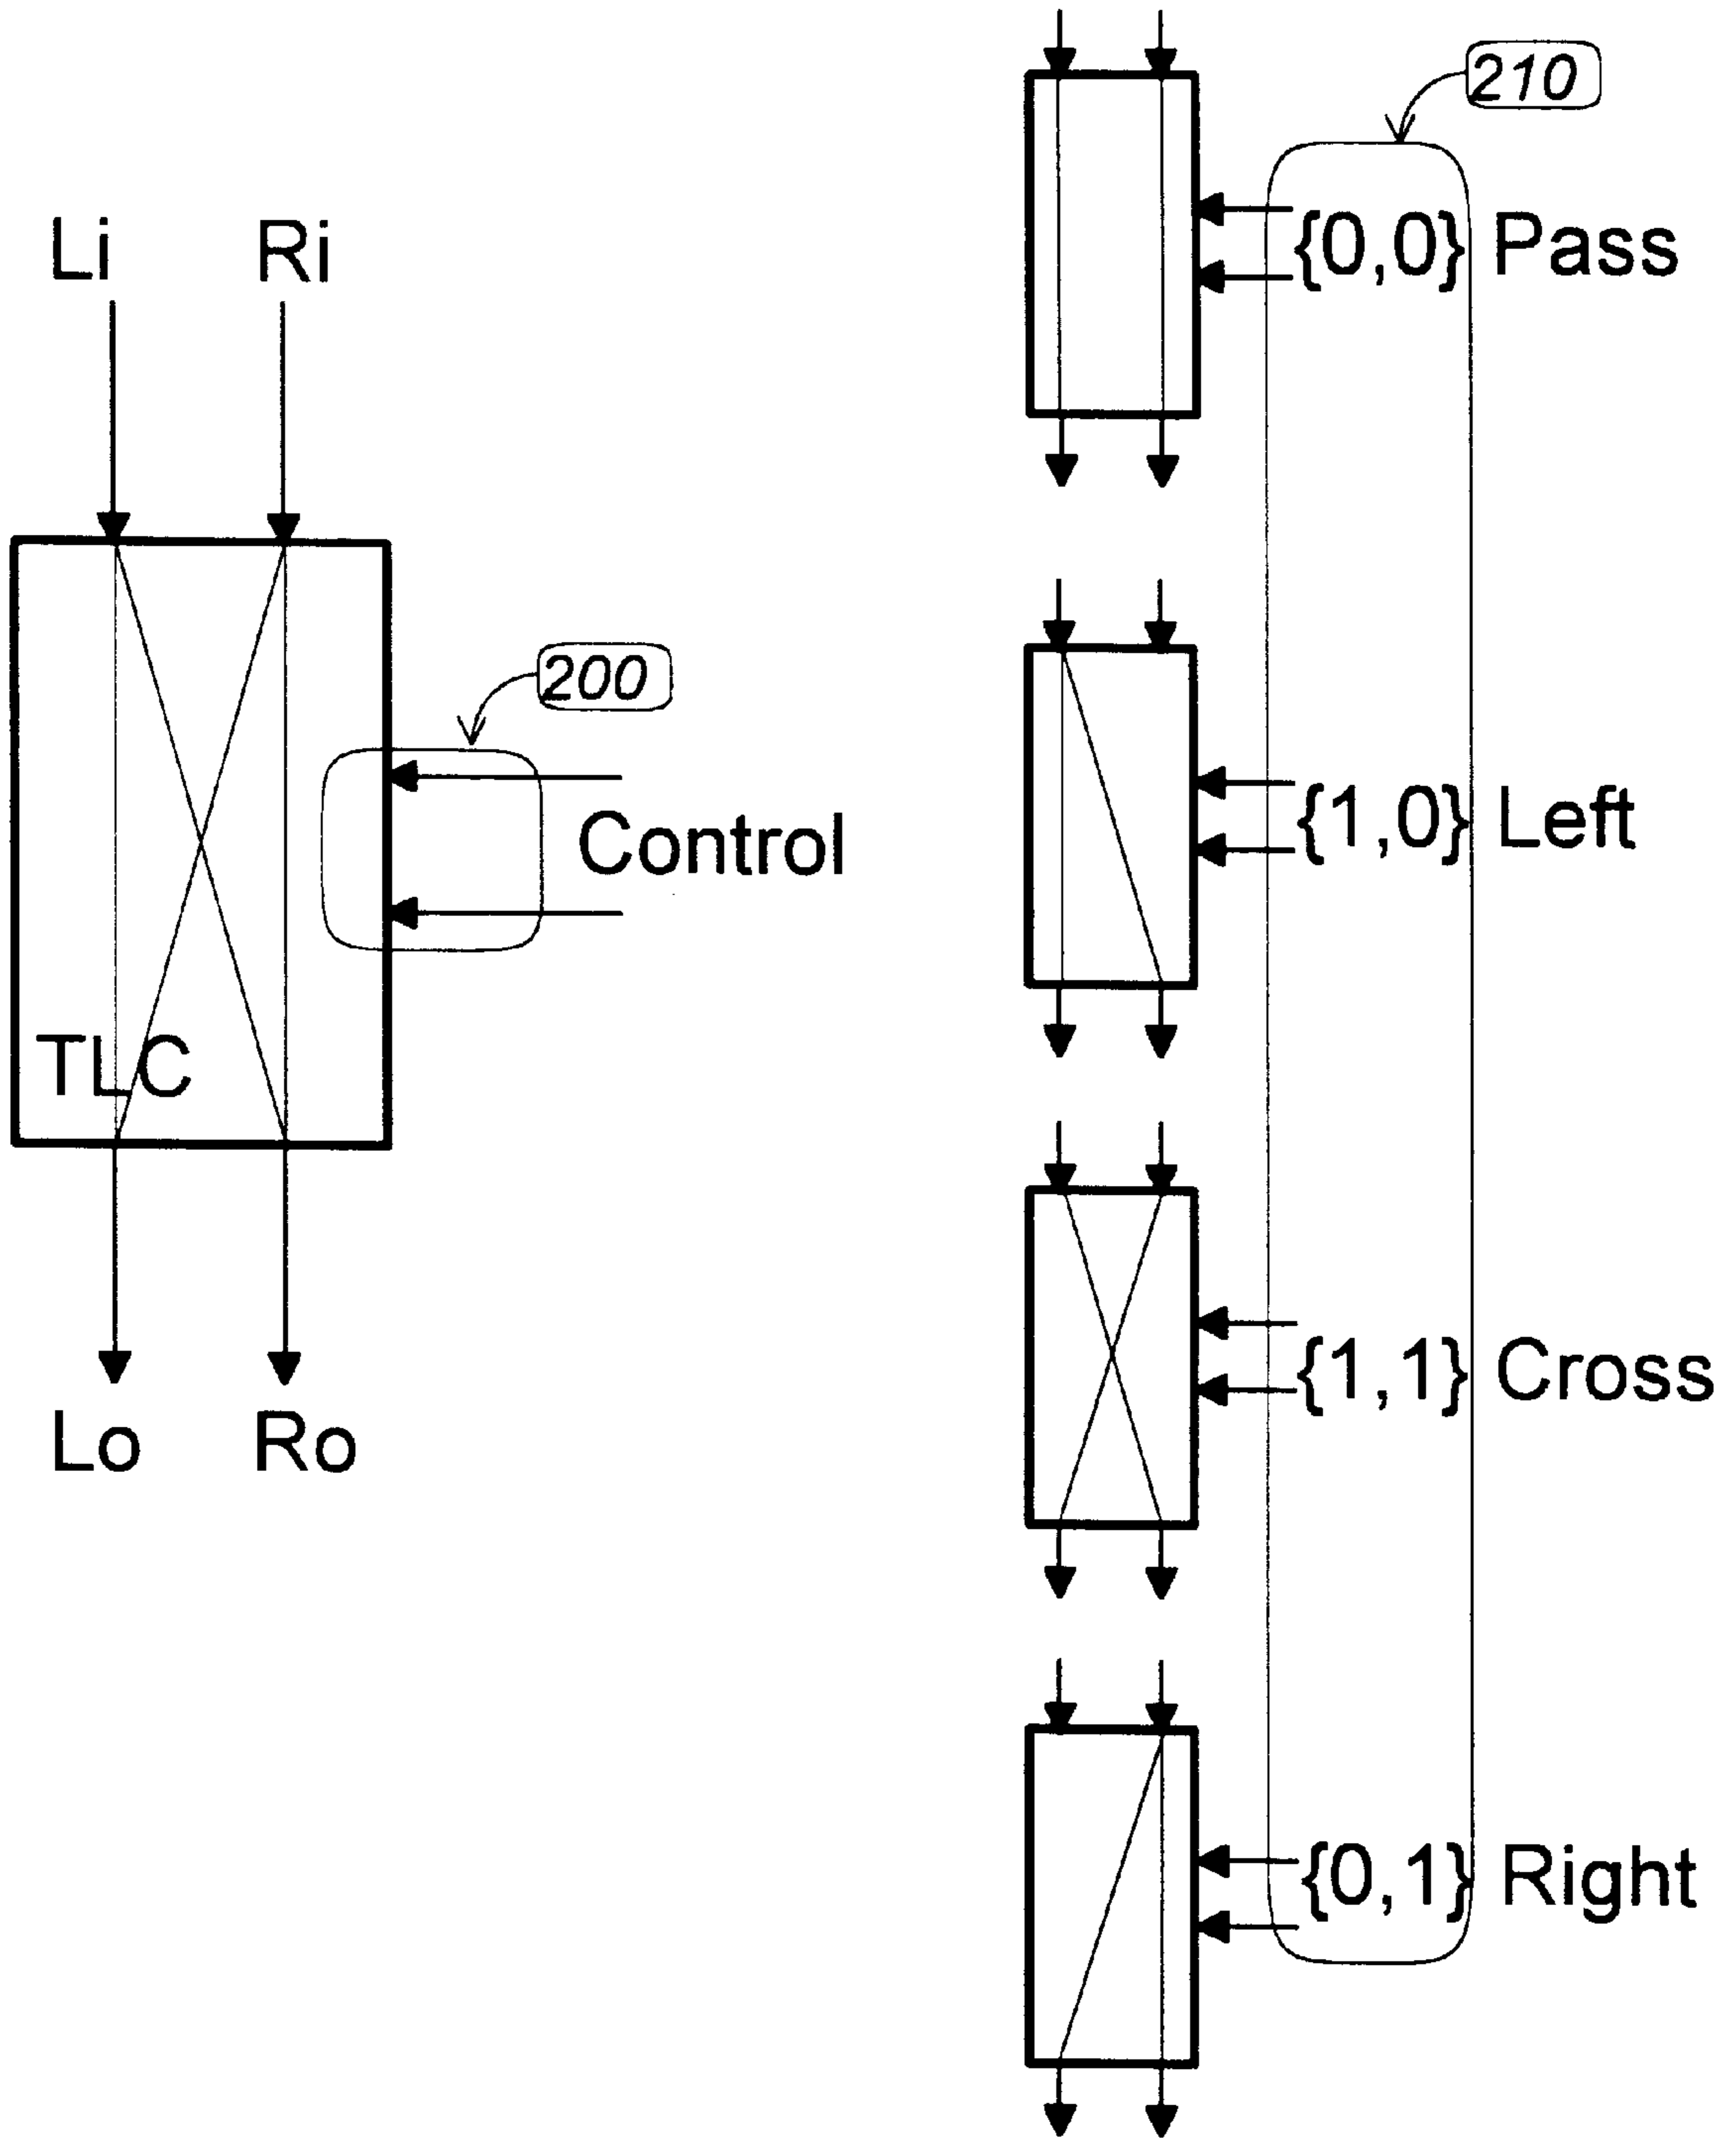 210
{0,0} Pass
Li Ri
200
{1,0} Left
Control
TLC
{1,1} Cross
Lo Ro
{0,1} Right